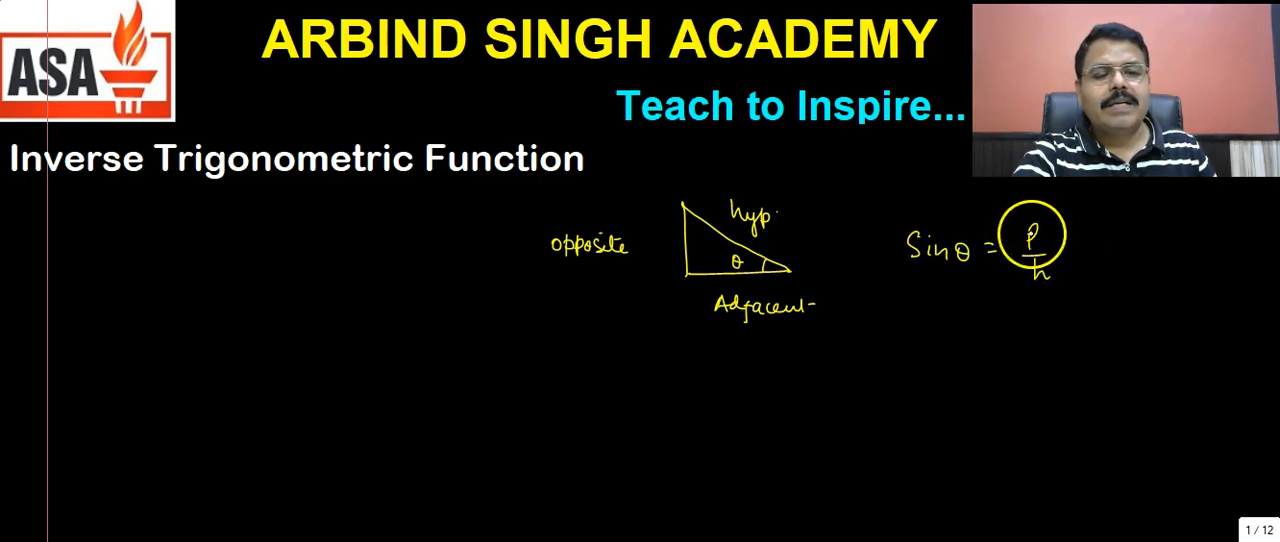 ASA
ARBIND SINGH ACADEMY
Teach to Inspire...
Inverse Trigonometric Function
hyp.
opposite
θ
Sinθ = p/h
Adjacent
1 / 12